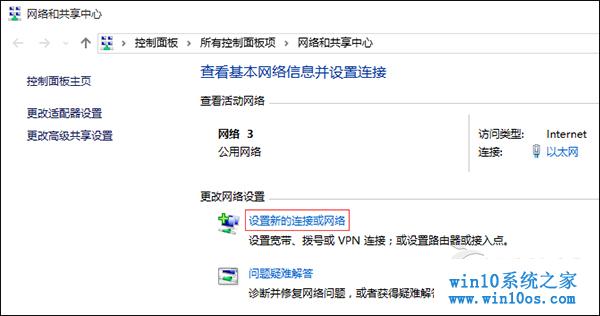 网络和共享中心
控制面板 › 所有控制面板项 › 网络和共享中心
控制面板主页
更改适配器设置
更改高级共享设置
查看基本网络信息并设置连接
查看活动网络
网络 3
公用网络
访问类型: Internet
连接: 以太网
更改网络设置
设置新的连接或网络
设置宽带、拨号或 VPN 连接；或设置路由器或接入点。
问题疑难解答
诊断并修复网络问题，或者获得疑难解答
win10系统之家
www.win10os.com